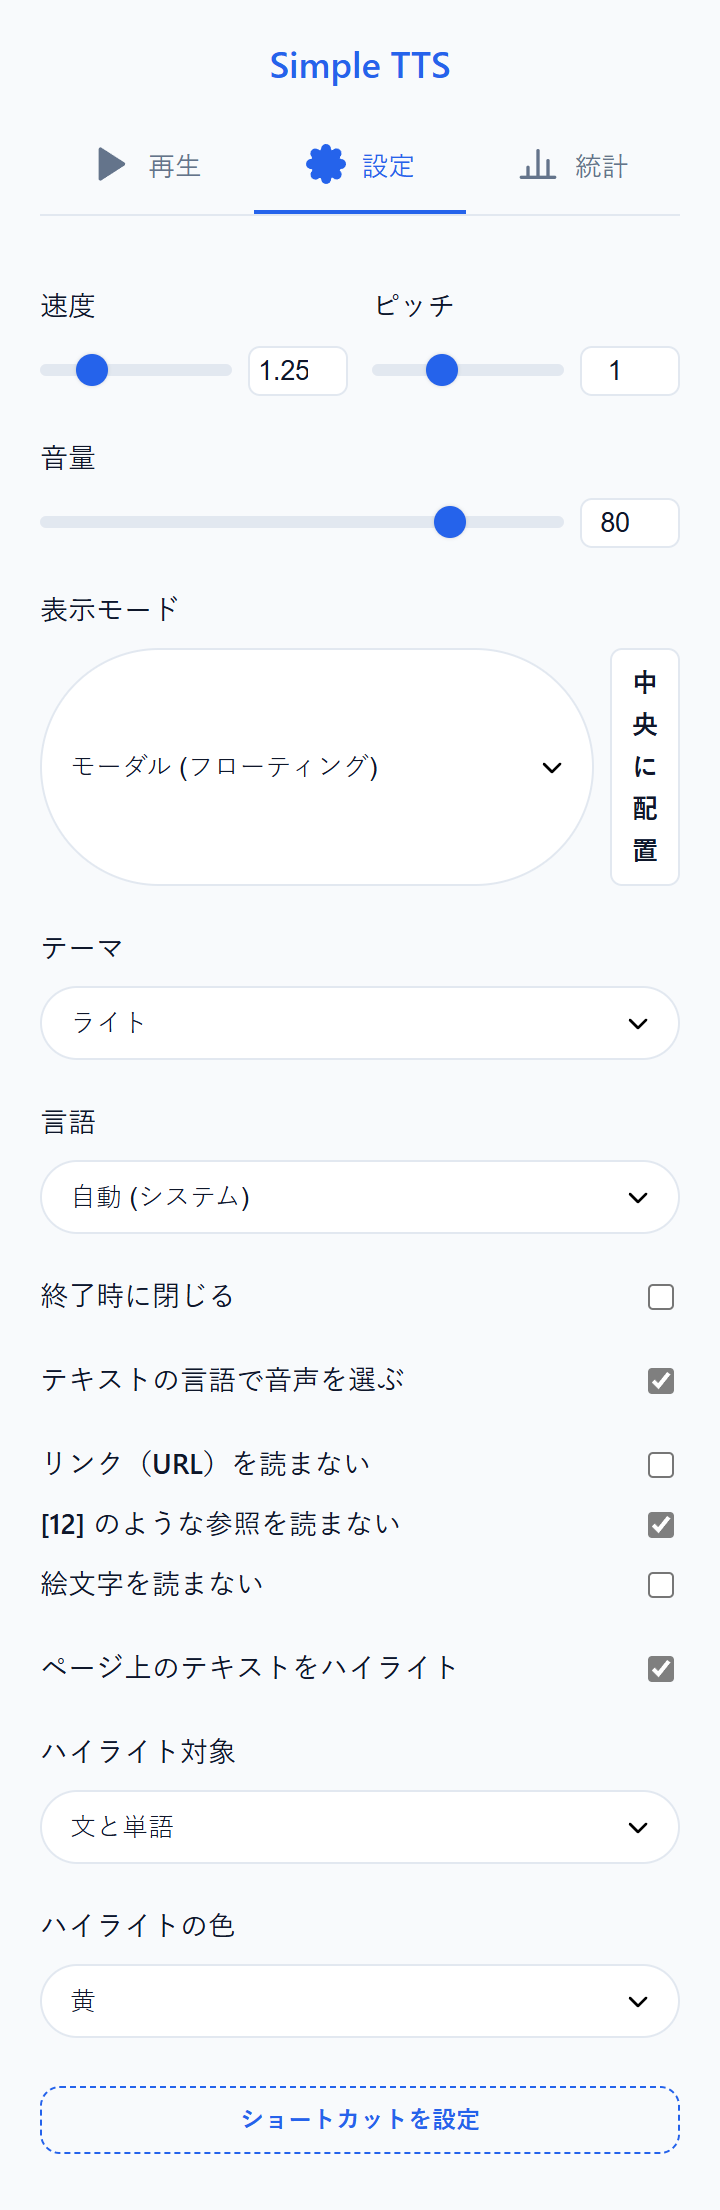 Simple TTS
再生
設定
統計
速度
ピッチ
1.25
1
音量
80
表示モード
モーダル (フローティング)
中
央
に
配
置
テーマ
ライト
言語
自動 (システム)
終了時に閉じる
テキストの言語で音声を選ぶ
リンク（URL）を読まない
[12] のような参照を読まない
絵文字を読まない
ページ上のテキストをハイライト
ハイライト対象
文と単語
ハイライトの色
黄
ショートカットを設定